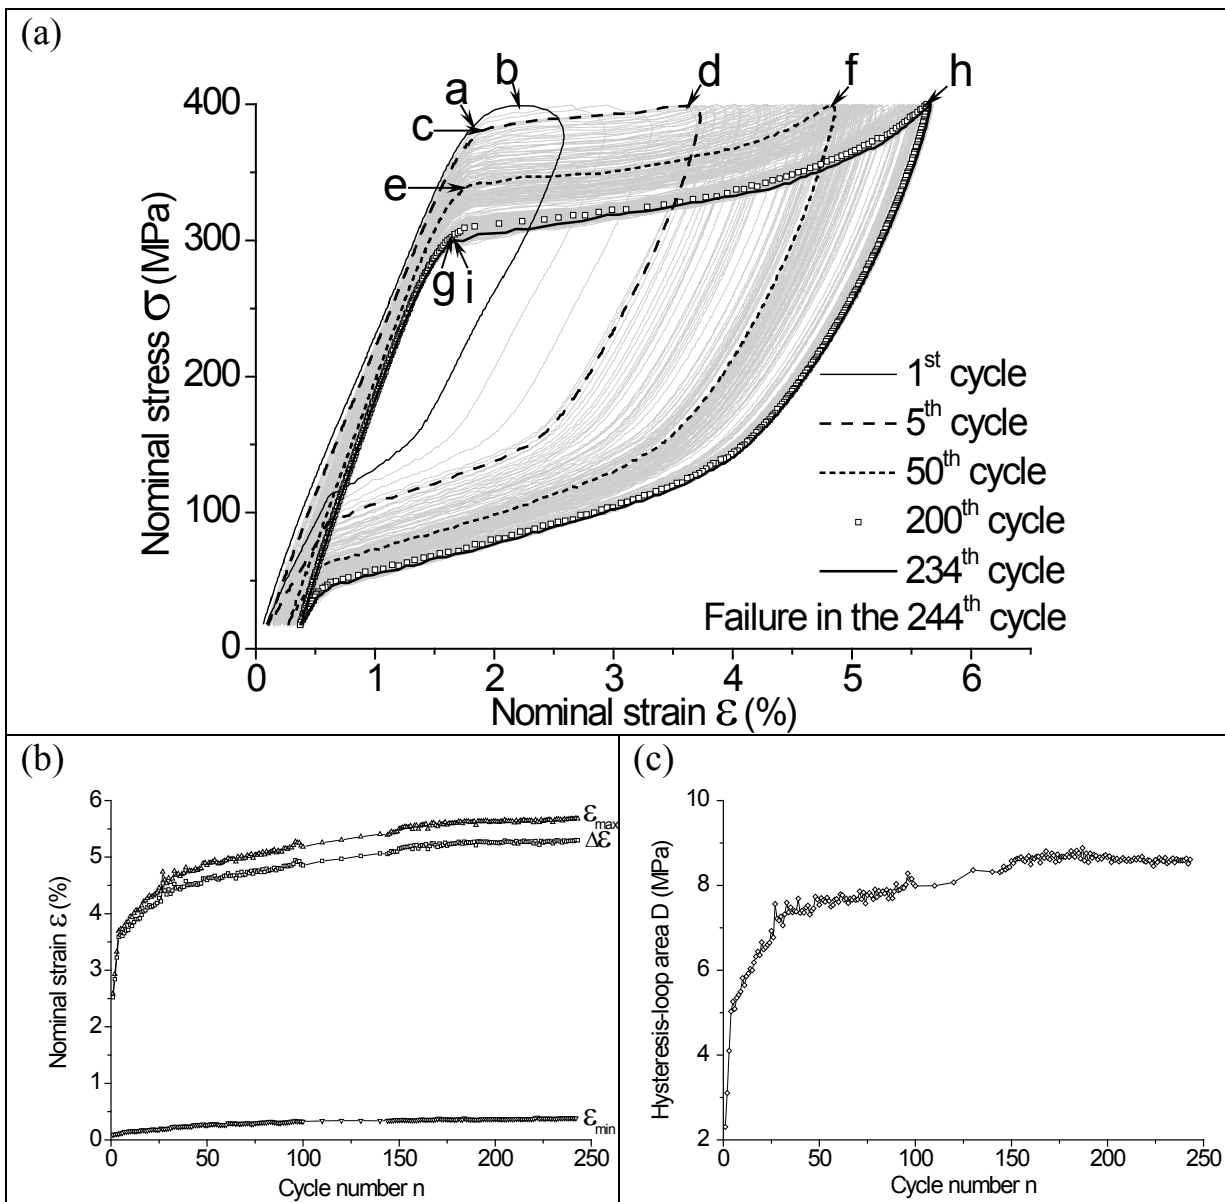 (a)
b
d
f
h
a
c
e
g
i
400
300
200
100
0
Nominal stress σ (MPa)
1st cycle
5th cycle
50th cycle
200th cycle
234th cycle
Failure in the 244th cycle
0 1 2 3 4 5 6
Nominal strain ε (%)
(b)
6
5
4
3
2
1
0
Nominal strain ε (%)
εmax
Δε
εmin
0 50 100 150 200 250
Cycle number n
(c)
10
8
6
4
2
Hysteresis-loop area D (MPa)
0 50 100 150 200 250
Cycle number n